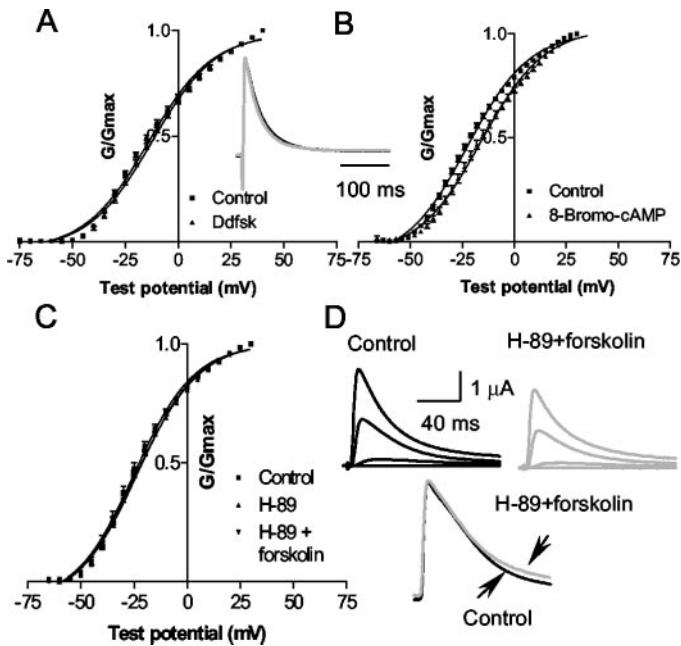 A
1.0
G/Gmax
0.5
Control
Ddfsk
100 ms
-75 -50 -25 0 25 50 75
Test potential (mV)
B
1.0
G/Gmax
0.5
Control
8-Bromo-cAMP
-75 -50 -25 0 25 50
Test potential (mV)
C
1.0
G/Gmax
0.5
Control
H-89
H-89 +
forskolin
-75 -50 -25 0 25 50 75
Test potential (mV)
D
Control
H-89+forskolin
1 µA
40 ms
H-89+forskolin
Control